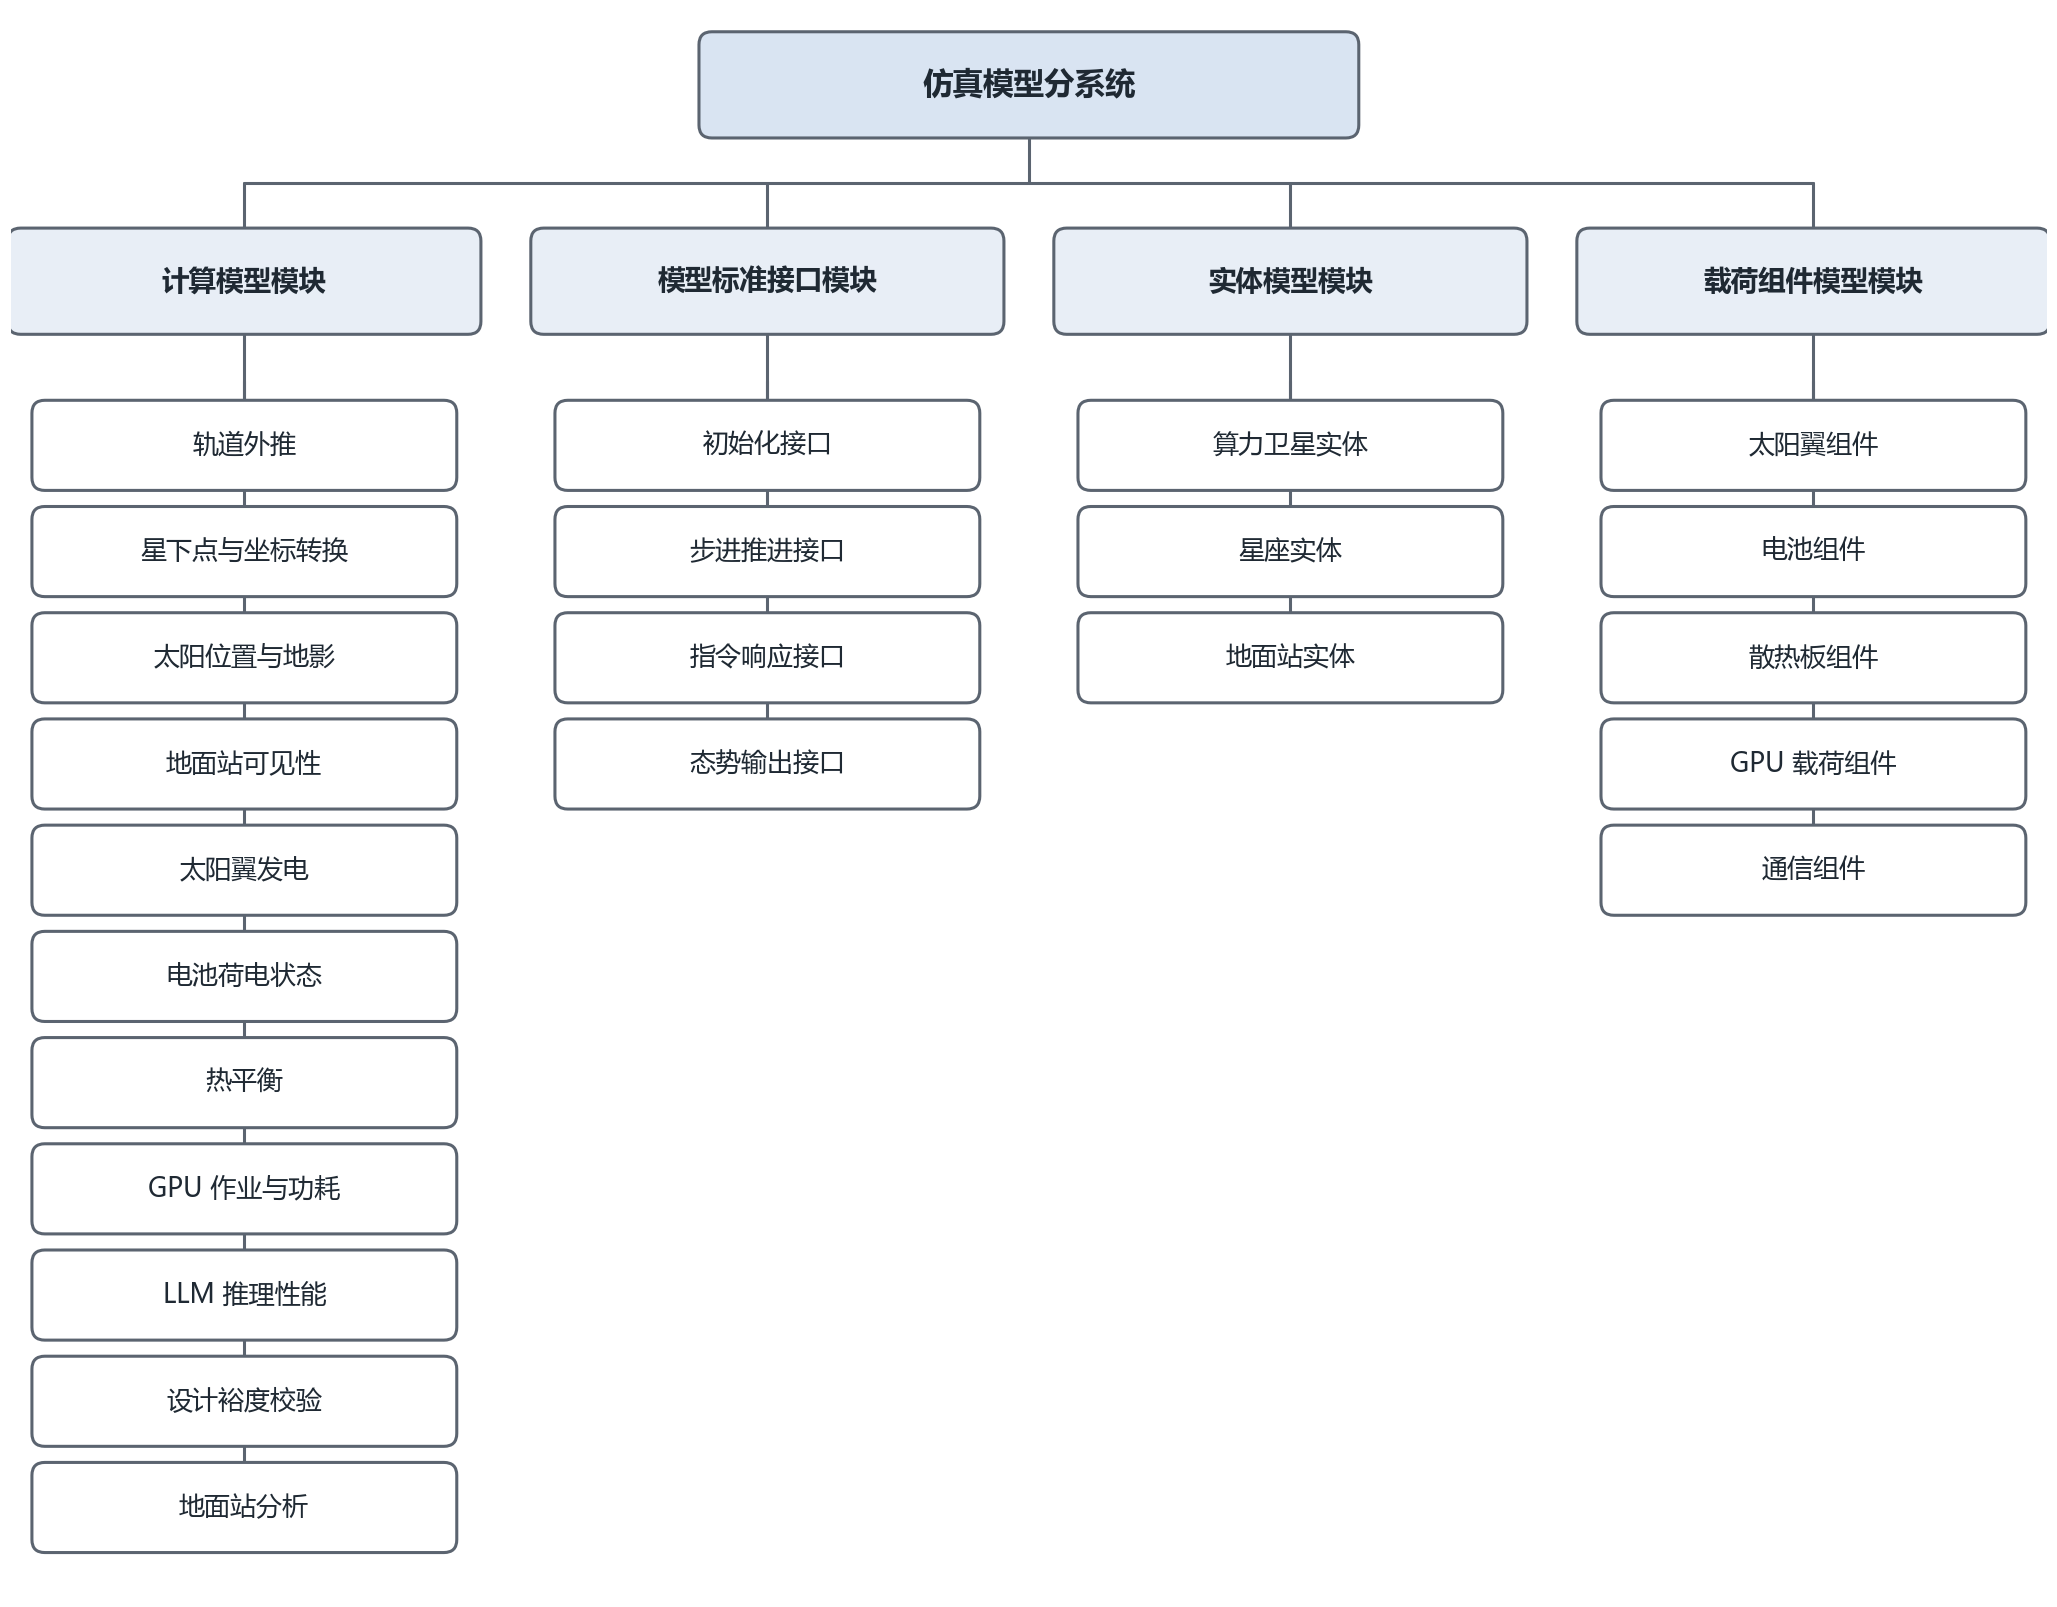 仿真模型分系统
计算模型模块
模型标准接口模块
实体模型模块
载荷组件模型模块
轨道外推
星下点与坐标转换
太阳位置与地影
地面站可见性
太阳翼发电
电池荷电状态
热平衡
GPU 作业与功耗
LLM 推理性能
设计裕度校验
地面站分析
初始化接口
步进推进接口
指令响应接口
态势输出接口
算力卫星实体
星座实体
地面站实体
太阳翼组件
电池组件
散热板组件
GPU 载荷组件
通信组件